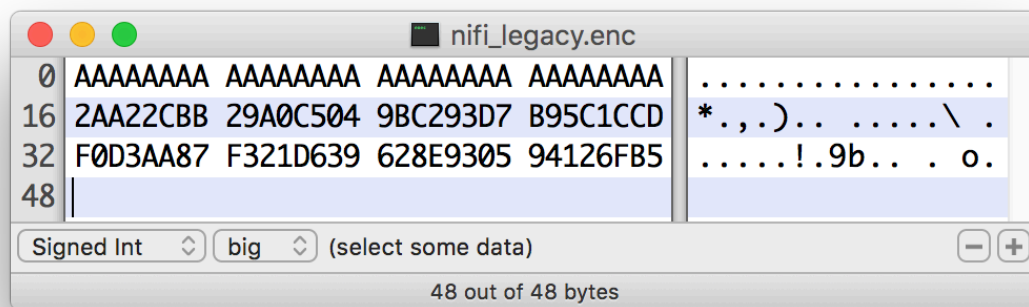 nifi_legacy.enc
0 AAAAAAAA AAAAAAAA AAAAAAAA AAAAAAAA ................
16 2AA22CBB 29A0C504 9BC293D7 B95C1CCD *.,.).. .....\ .
32 F0D3AA87 F321D639 628E9305 94126FB5 .....!.9b.. . o.
48
Signed Int big (select some data)
48 out of 48 bytes